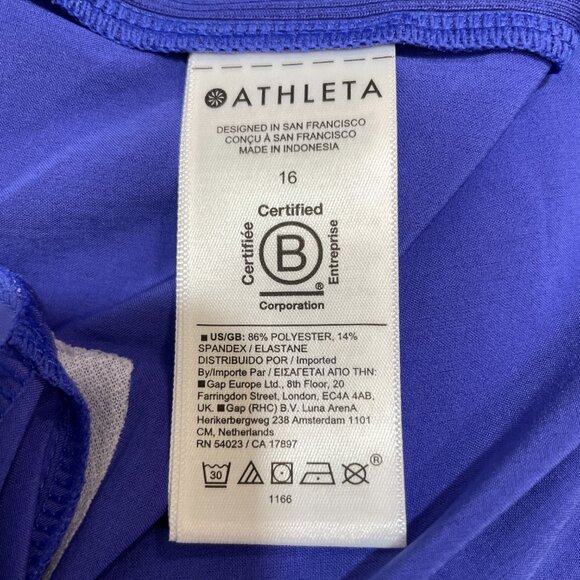 ATHLETA
DESIGNED IN SAN FRANCISCO
CONÇU À SAN FRANCISCO
MADE IN INDONESIA
16
Certified
Certifiée
B
Entreprise
®
Corporation
■ US/GB: 86% POLYESTER, 14%
SPANDEX / ELASTANE
DISTRIBUIDO POR / Imported
By/Importe Par / ΕΙΣΑΓΕΤΑΙ ΑΠΟ ΤΗΝ:
■ Gap Europe Ltd., 8th Floor, 20
Farringdon Street, London, EC4A 4AB,
UK. ■ Gap (RHC) B.V. Luna ArenA
Herikerbergweg 238 Amsterdam 1101
CM, Netherlands
RN 54023 / CA 17897
30 ®
1166